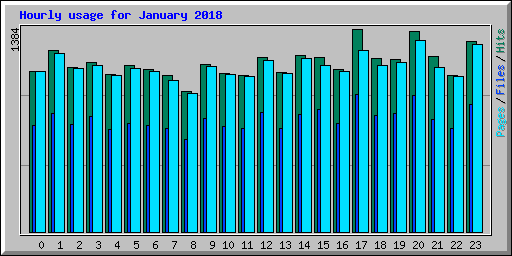 Hourly usage for January 2018
1384
Pages/Files/Hits
0 1 2 3 4 5 6 7 8 9 10 11 12 13 14 15 16 17 18 19 20 21 22 23